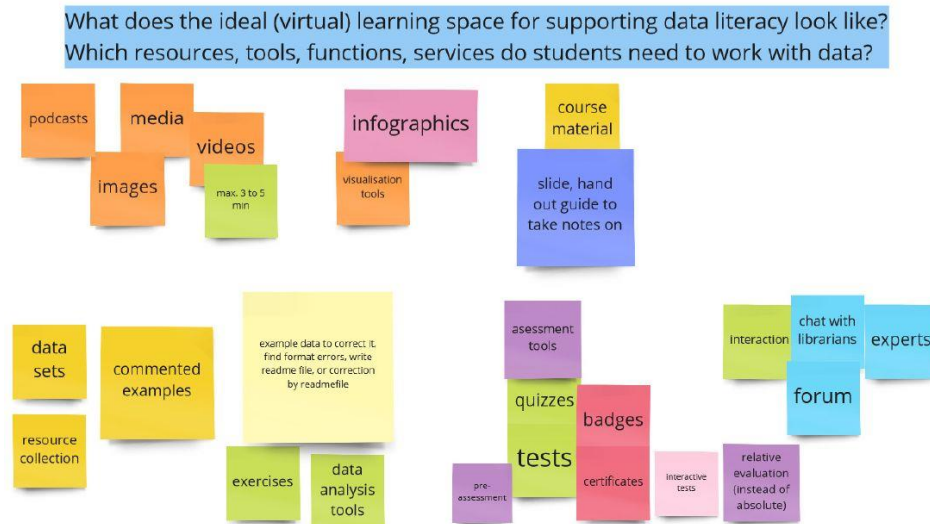 What does the ideal (virtual) learning space for supporting data literacy look like?
Which resources, tools, functions, services do students need to work with data?
podcasts
media
videos
images
max. 3 to 5
min
infographics
visualisation
tools
course
material
slide, hand
out guide to
take notes on
data
sets
commented
examples
resource
collection
example data to correct it,
find format errors, write
readme file, or correction
by readmefile
exercises
data
analysis
tools
asessment
tools
quizzes
tests
pre-
assessment
badges
certificates
interactive
tests
relative
evaluation
(instead of
absolute)
interaction
chat with
librarians
experts
forum